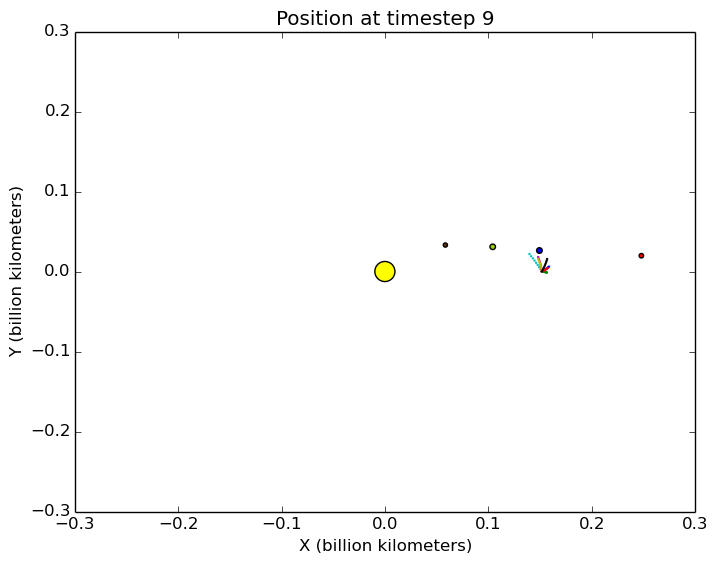 Position at timestep 9
0.3
0.2
0.1
0.0
−0.1
−0.2
−0.3
−0.3 −0.2 −0.1 0.0 0.1 0.2 0.3
X (billion kilometers)
Y (billion kilometers)